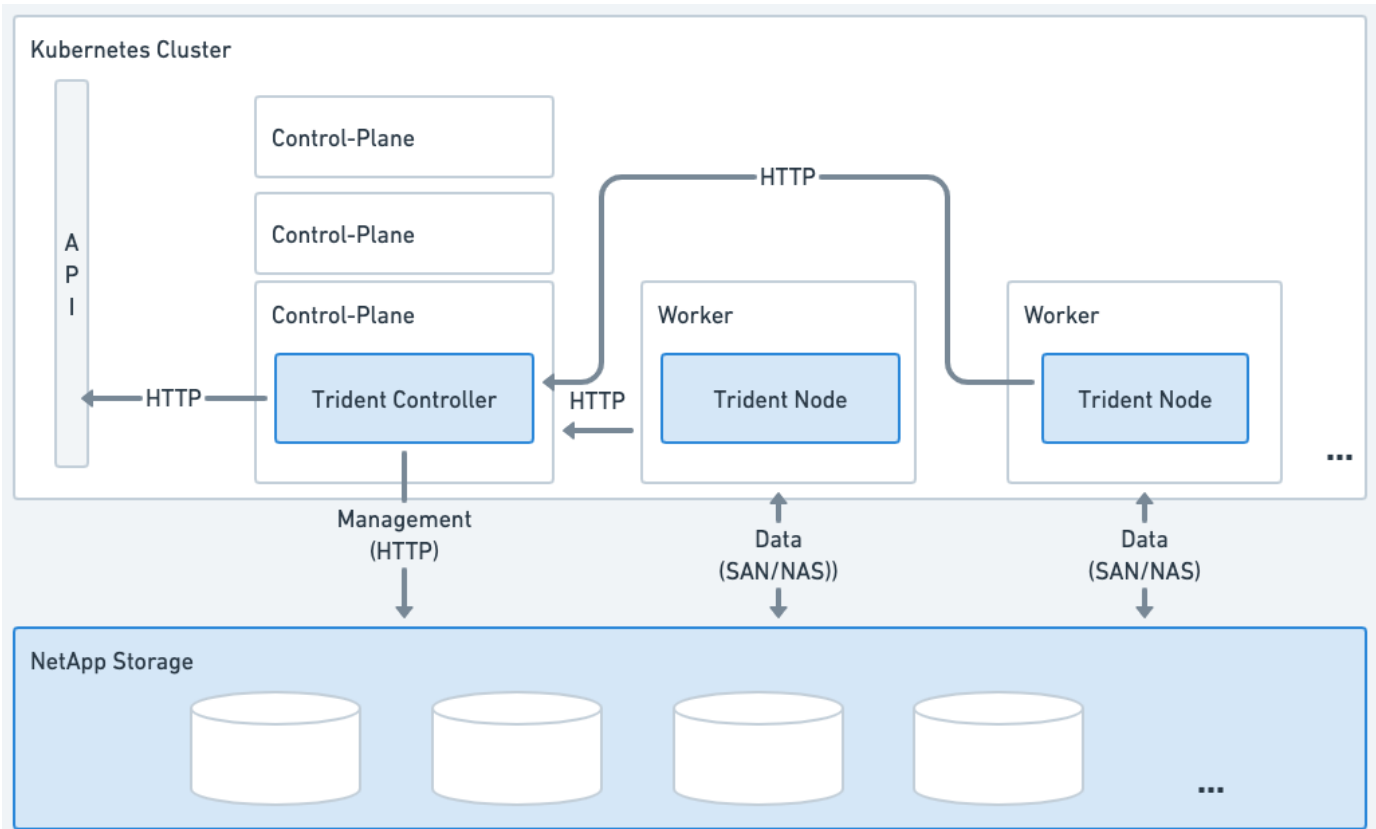 Kubernetes Cluster
A
P
I
Control-Plane
Control-Plane
Control-Plane
Trident Controller
HTTP
HTTP
HTTP
Worker
Trident Node
Worker
Trident Node
...
Management
(HTTP)
Data
(SAN/NAS))
Data
(SAN/NAS)
NetApp Storage
...